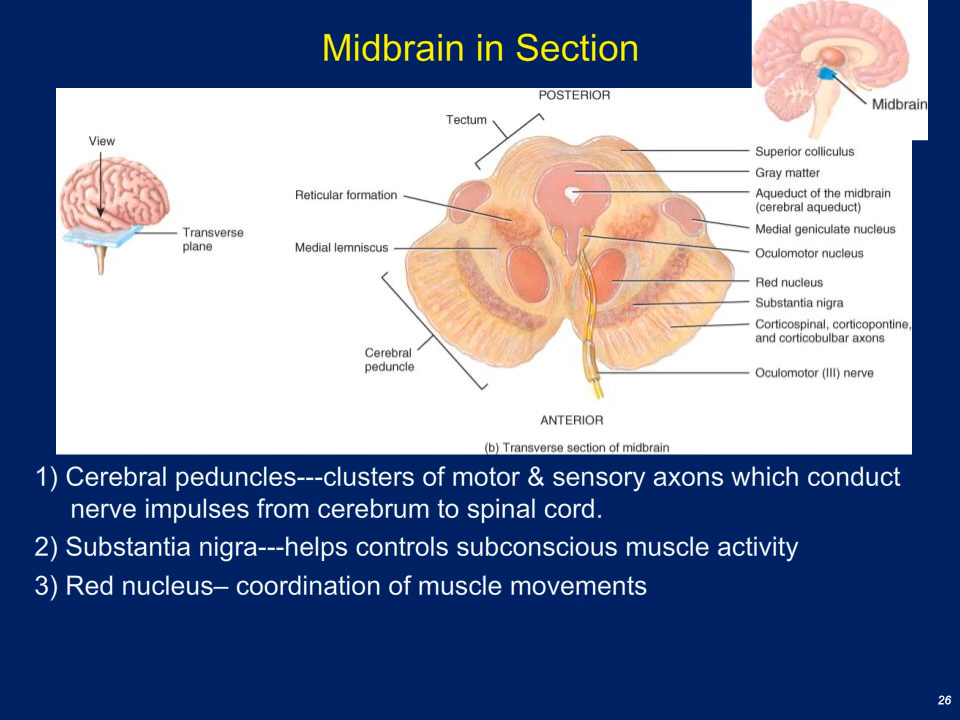 Midbrain in Section
Midbrain
POSTERIOR
Tectum
View
Transverse
plane
Reticular formation
Medial lemniscus
Cerebral
peduncle
Superior colliculus
Gray matter
Aqueduct of the midbrain
(cerebral aqueduct)
Medial geniculate nucleus
Oculomotor nucleus
Red nucleus
Substantia nigra
Corticospinal, corticopontine,
and corticobulbar axons
Oculomotor (III) nerve
ANTERIOR
(b) Transverse section of midbrain
1) Cerebral peduncles---clusters of motor & sensory axons which conduct
nerve impulses from cerebrum to spinal cord.
2) Substantia nigra---helps controls subconscious muscle activity
3) Red nucleus– coordination of muscle movements
26